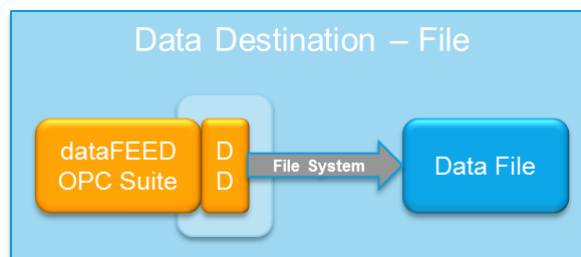 Data Destination – File
dataFEED
OPC Suite
D
D
File System
Data File